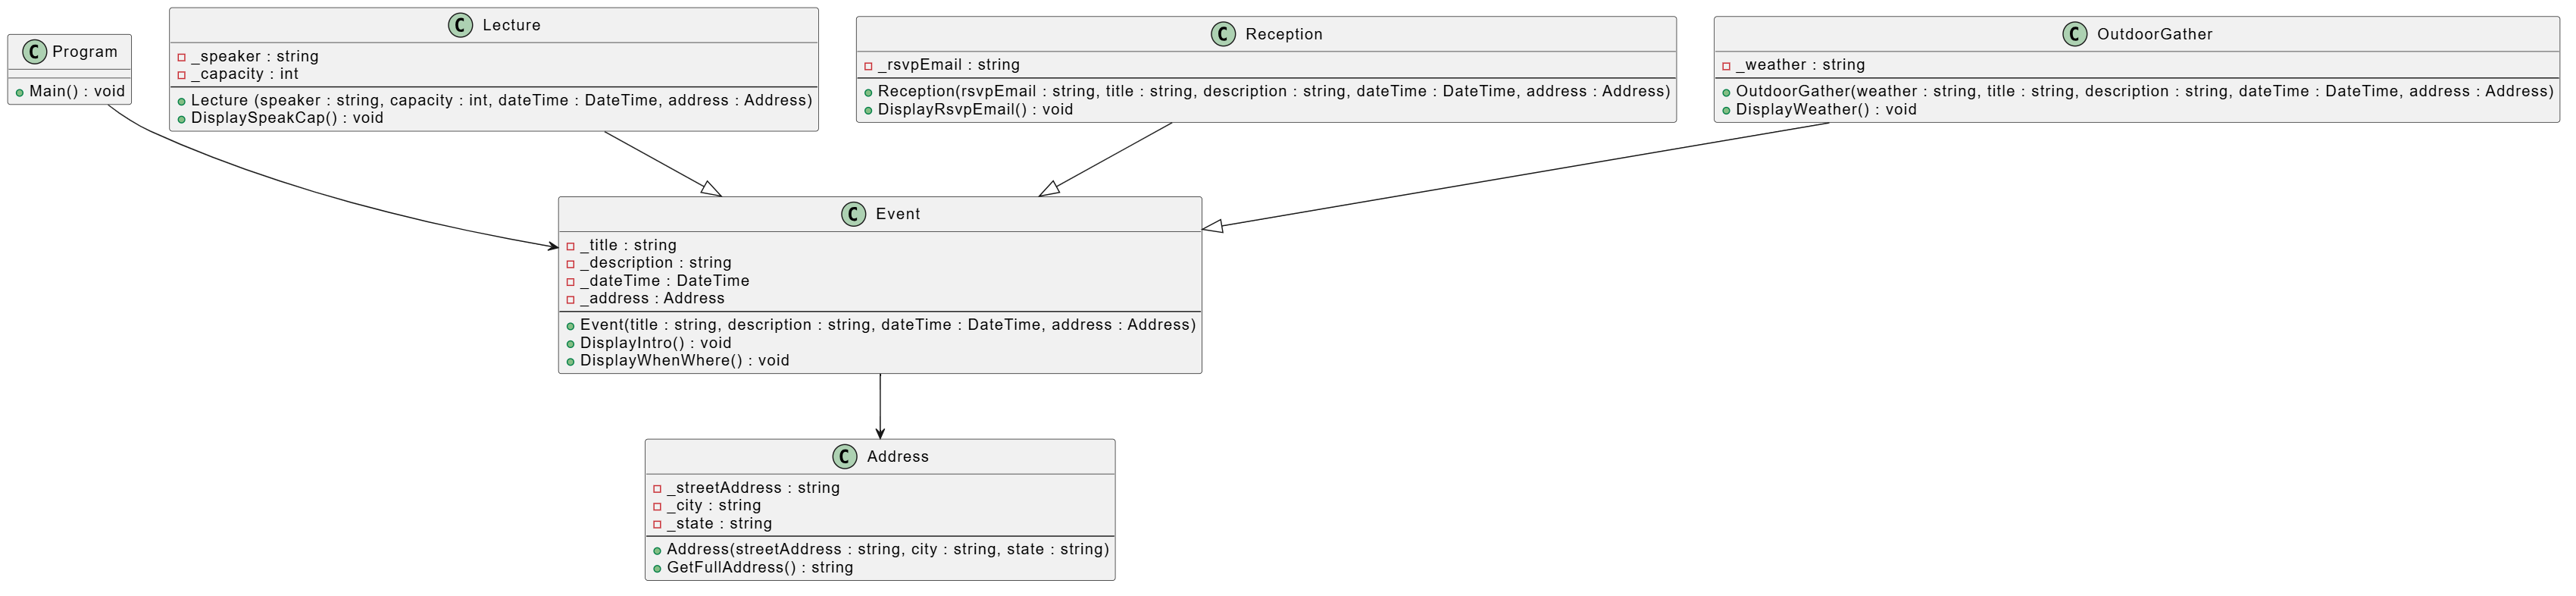 C Program
Main() : void
C Lecture
_speaker : string
_capacity : int
Lecture (speaker : string, capacity : int, dateTime : DateTime, address : Address)
DisplaySpeakCap() : void
C Reception
_rsvpEmail : string
Reception(rsvpEmail : string, title : string, description : string, dateTime : DateTime, address : Address)
DisplayRsvpEmail() : void
C OutdoorGather
_weather : string
OutdoorGather(weather : string, title : string, description : string, dateTime : DateTime, address : Address)
DisplayWeather() : void
C Event
_title : string
_description : string
_dateTime : DateTime
_address : Address
Event(title : string, description : string, dateTime : DateTime, address : Address)
DisplayIntro() : void
DisplayWhenWhere() : void
C Address
_streetAddress : string
_city : string
_state : string
Address(streetAddress : string, city : string, state : string)
GetFullAddress() : string